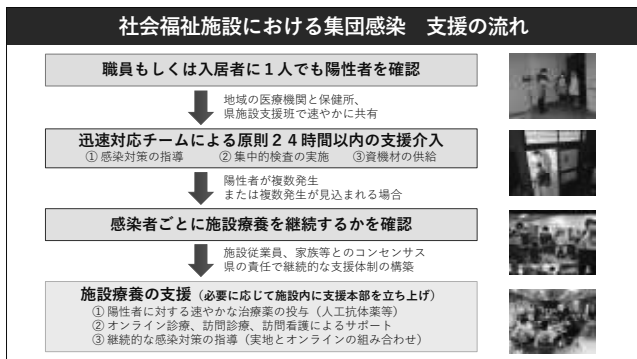 社会福祉施設における集団感染　支援の流れ
職員もしくは入居者に１人でも陽性者を確認
地域の医療機関と保健所、
県施設支援班で速やかに共有
迅速対応チームによる原則２４時間以内の支援介入
① 感染対策の指導　② 集中的検査の実施　③資機材の供給
陽性者が複数発生
または複数発生が見込まれる場合
感染者ごとに施設療養を継続するかを確認
施設従業員、家族等とのコンセンサス
県の責任で継続的な支援体制の構築
施設療養の支援（必要に応じて施設内に支援本部を立ち上げ）
① 陽性者に対する速やかな治療薬の投与（人工抗体薬等）
② オンライン診療、訪問診療、訪問看護によるサポート
③ 継続的な感染対策の指導（実地とオンラインの組み合わせ）